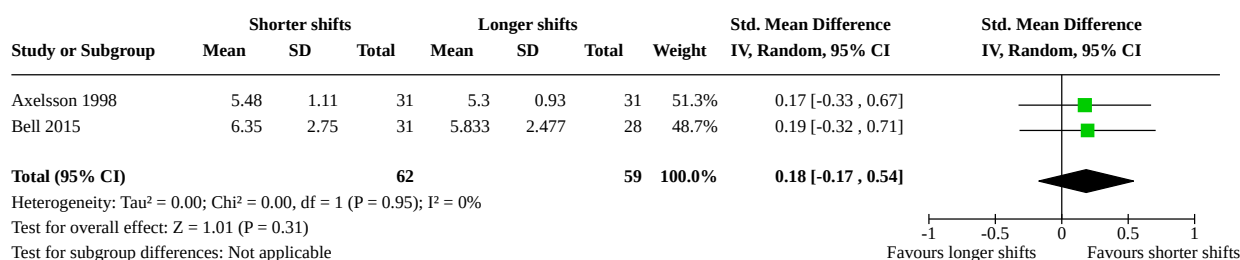 Shorter shifts Longer shifts Std. Mean Difference Std. Mean Difference
Study or Subgroup Mean SD Total Mean SD Total Weight IV, Random, 95% CI IV, Random, 95% CI
Axelsson 1998 5.48 1.11 31 5.3 0.93 31 51.3% 0.17 [-0.33 , 0.67]
Bell 2015 6.35 2.75 31 5.833 2.477 28 48.7% 0.19 [-0.32 , 0.71]
Total (95% CI) 62 59 100.0% 0.18 [-0.17 , 0.54]
Heterogeneity: Tau² = 0.00; Chi² = 0.00, df = 1 (P = 0.95); I² = 0%
Test for overall effect: Z = 1.01 (P = 0.31)
-1 -0.5 0 0.5 1
Test for subgroup differences: Not applicable Favours longer shifts Favours shorter shifts